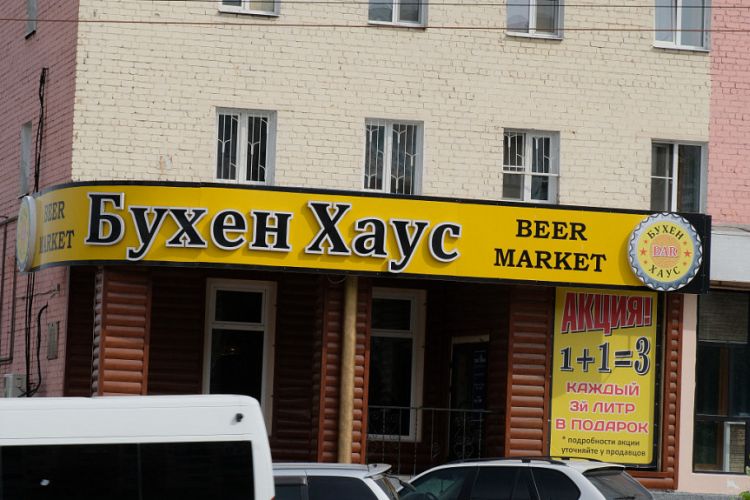 BEER
MARKET
Бухен Хаус
BEER
MARKET
БУХЕН
BAR
ХАУС
АКЦИЯ!
1+1=3
КАЖДЫЙ
3й ЛИТР
В ПОДАРОК
* подробности акции
уточняйте у продавцов